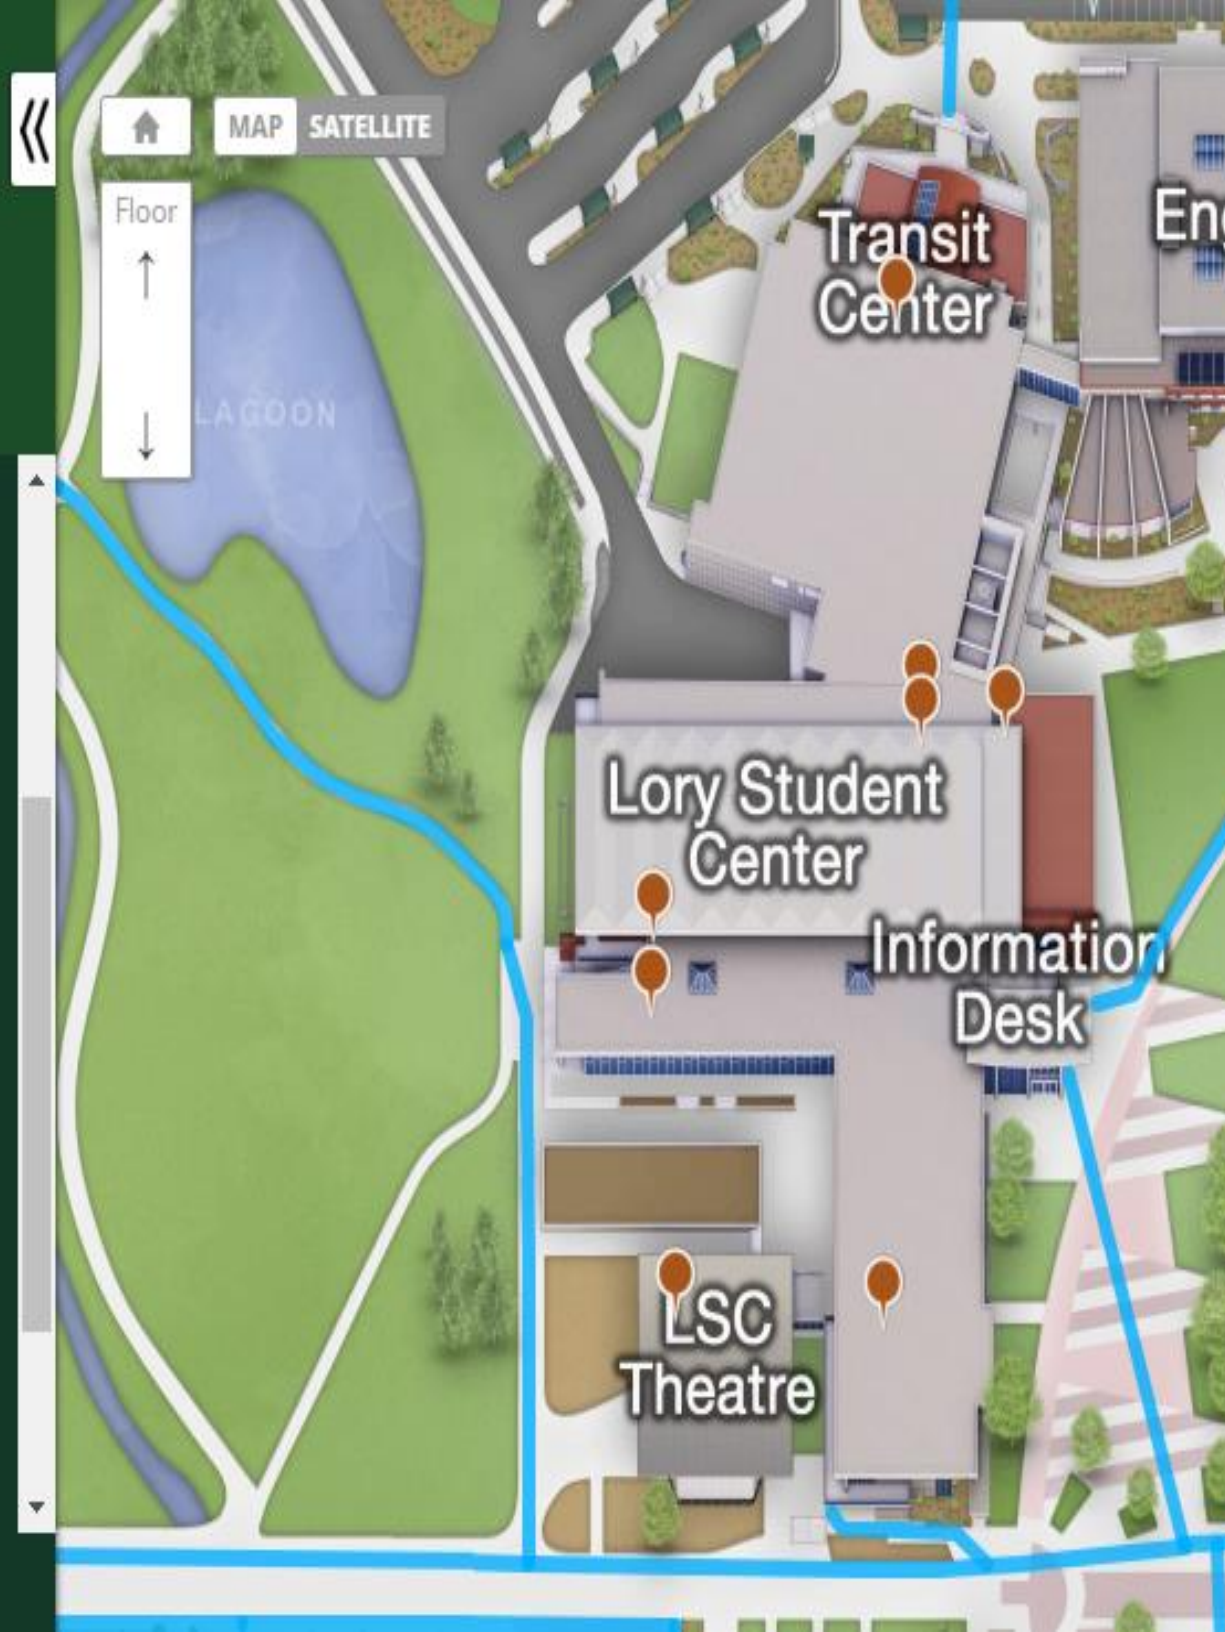 MAP SATELLITE
Floor
LAGOON
Transit
Center
Lory Student
Center
Information
Desk
LSC
Theatre